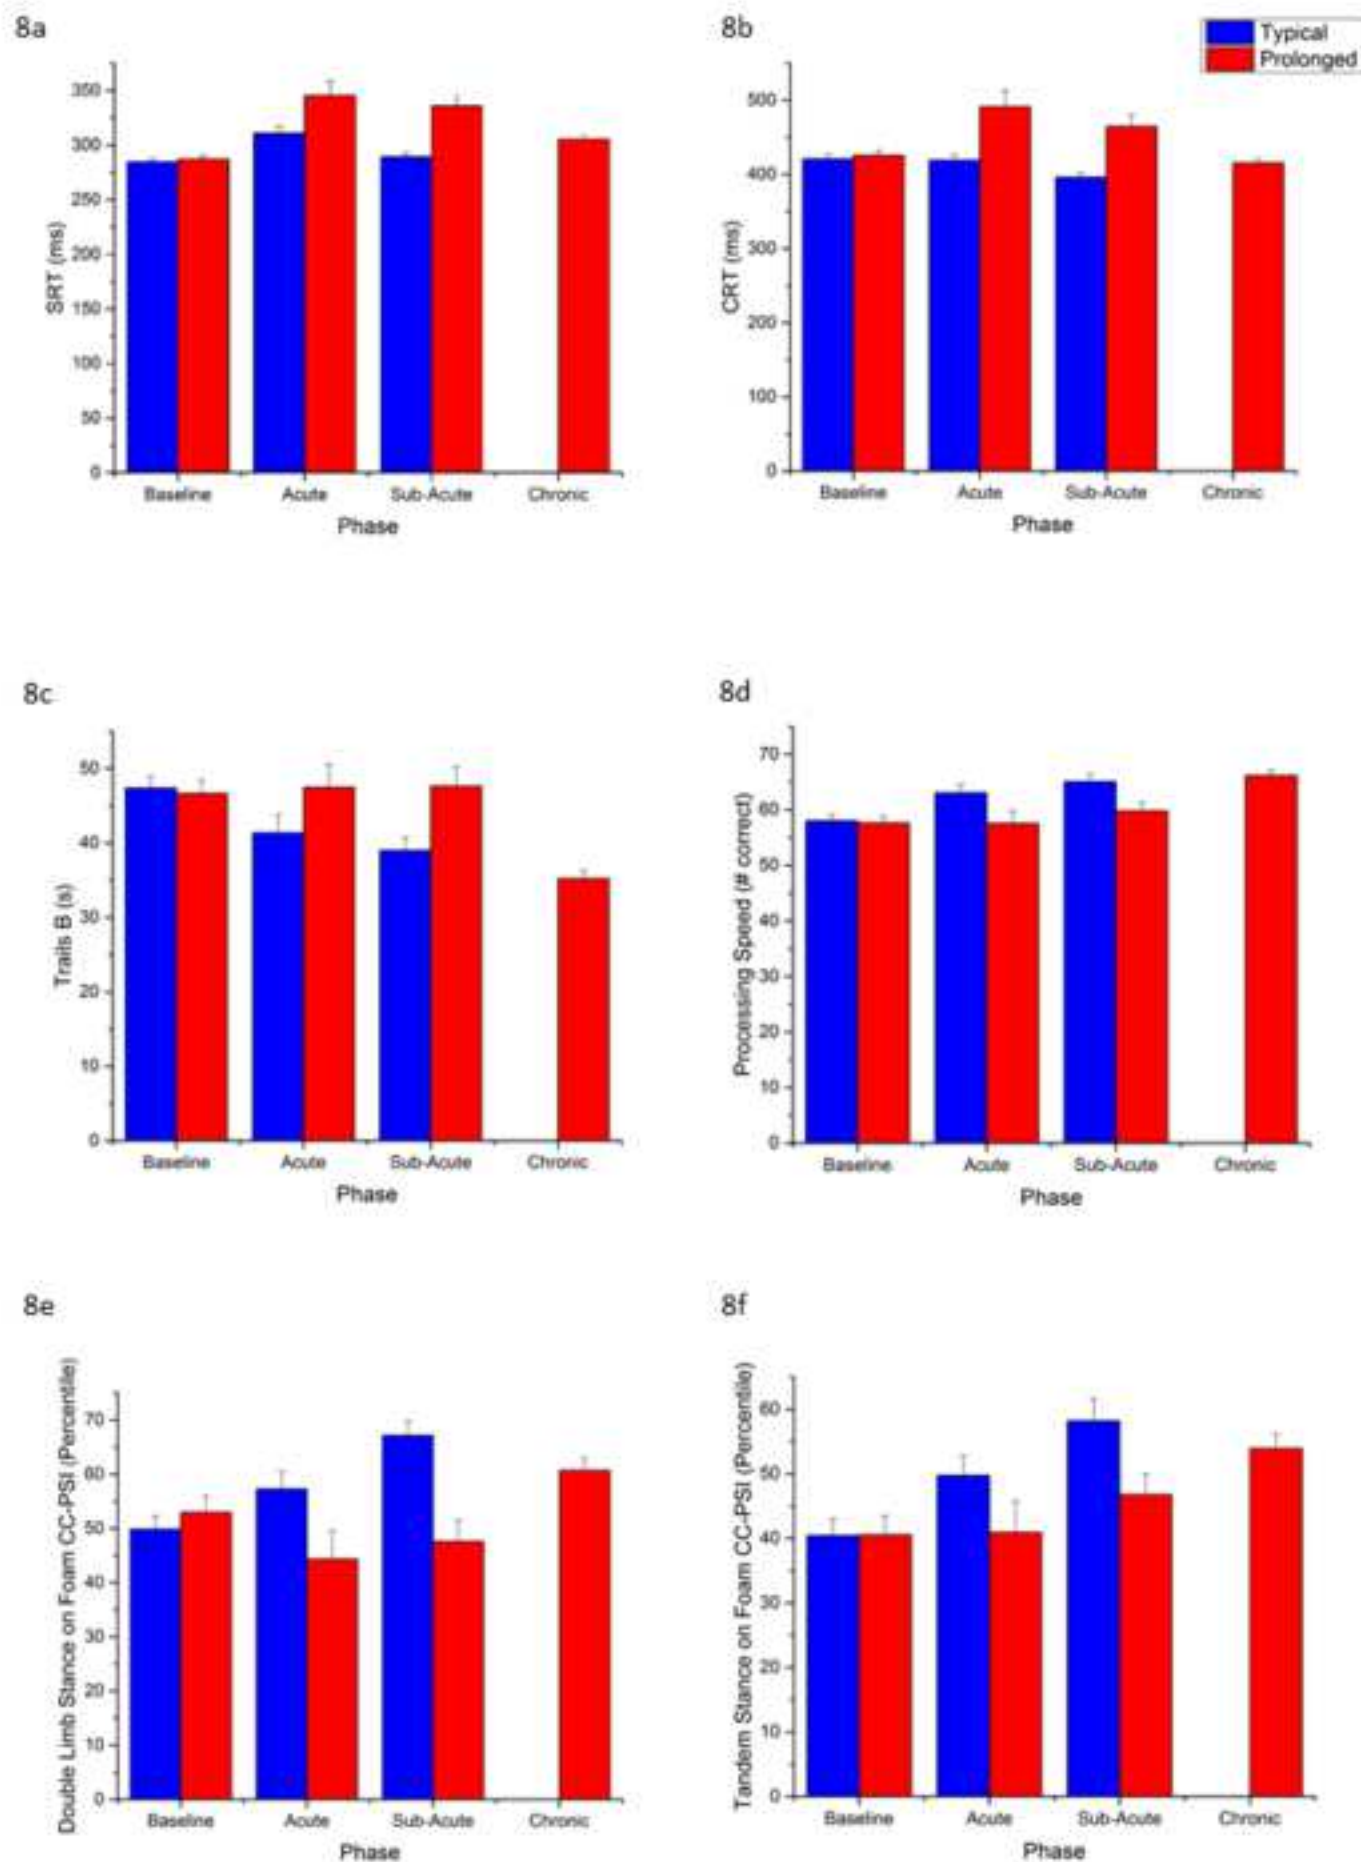 8a
8b
Typical
Prolonged
350
300
250
200
150
100
50
0
SRT (ms)
Baseline Acute Sub-Acute Chronic
Phase
500
400
300
200
100
0
CRT (ms)
Baseline Acute Sub-Acute Chronic
Phase
8c
50
40
30
20
10
0
Trails B (s)
Baseline Acute Sub-Acute Chronic
Phase
8d
70
60
50
40
30
20
10
0
Processing Speed (# correct)
Baseline Acute Sub-Acute Chronic
Phase
8e
70
60
50
40
30
20
10
0
Double Limb Stance on Foam CC-PSI (Percentile)
Baseline Acute Sub-Acute Chronic
Phase
8f
60
50
40
30
20
10
0
Tandem Stance on Foam CC-PSI (Percentile)
Baseline Acute Sub-Acute Chronic
Phase